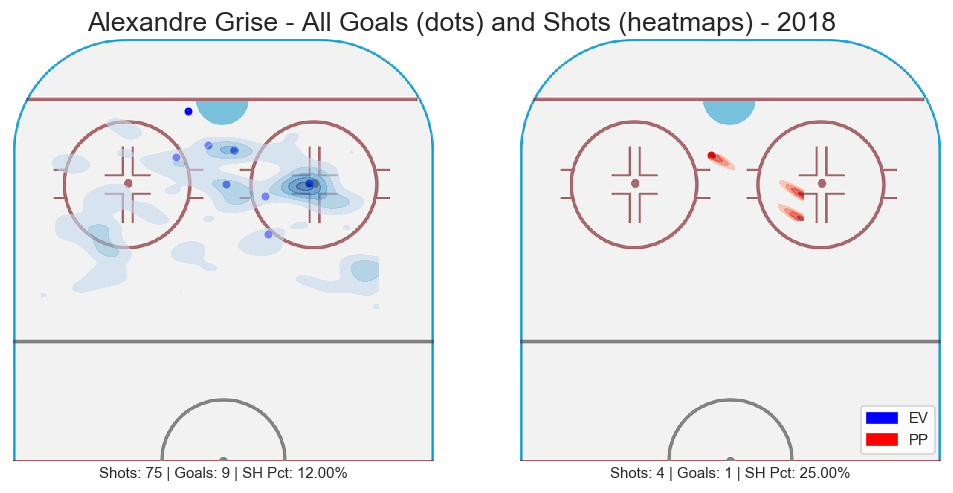 Alexandre Grise - All Goals (dots) and Shots (heatmaps) - 2018
EV
PP
Shots: 75 | Goals: 9 | SH Pct: 12.00%
Shots: 4 | Goals: 1 | SH Pct: 25.00%